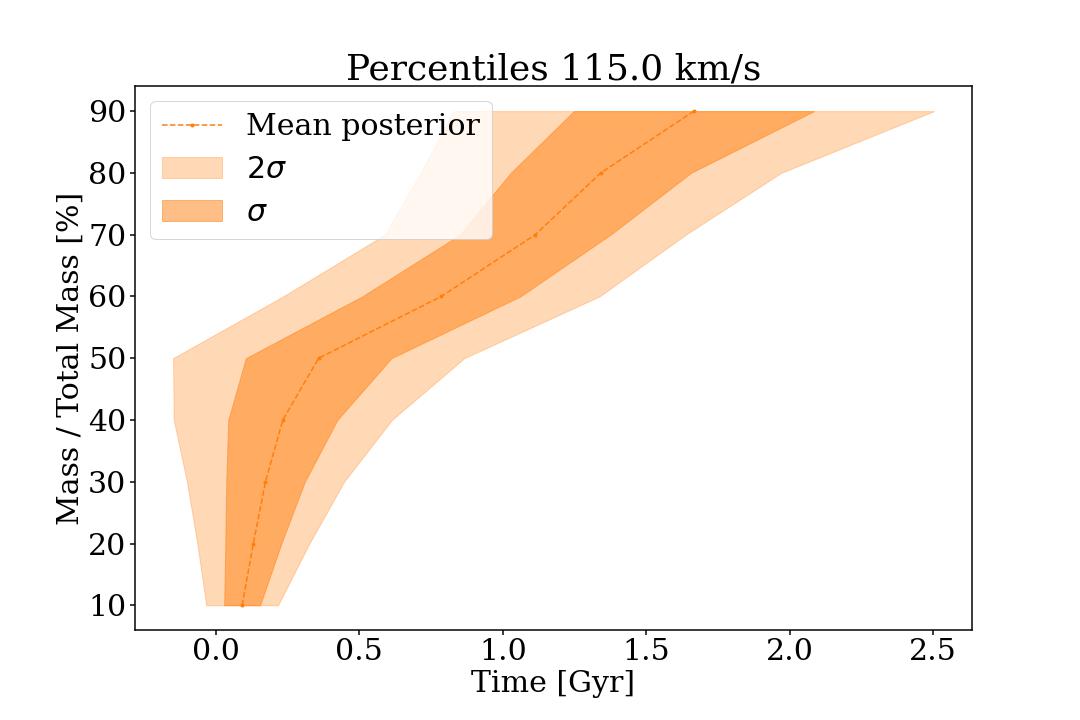 Percentiles 115.0 km/s
Mean posterior
2σ
σ
Mass / Total Mass [%]
90
80
70
60
50
40
30
20
10
0.0 0.5 1.0 1.5 2.0 2.5
Time [Gyr]